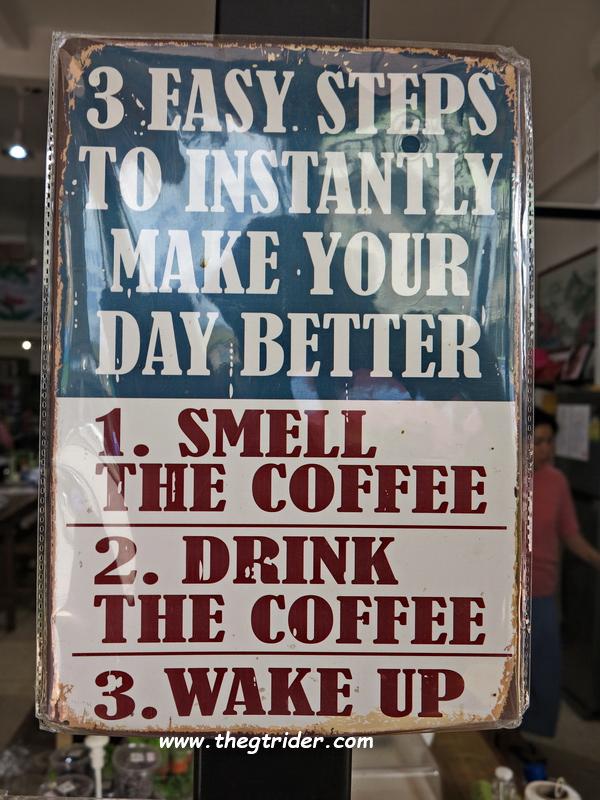 3 EASY STEPS
TO INSTANTLY
MAKE YOUR
DAY BETTER
1. SMELL
THE COFFEE
2. DRINK
THE COFFEE
3. WAKE UP
www.thegtrider.com